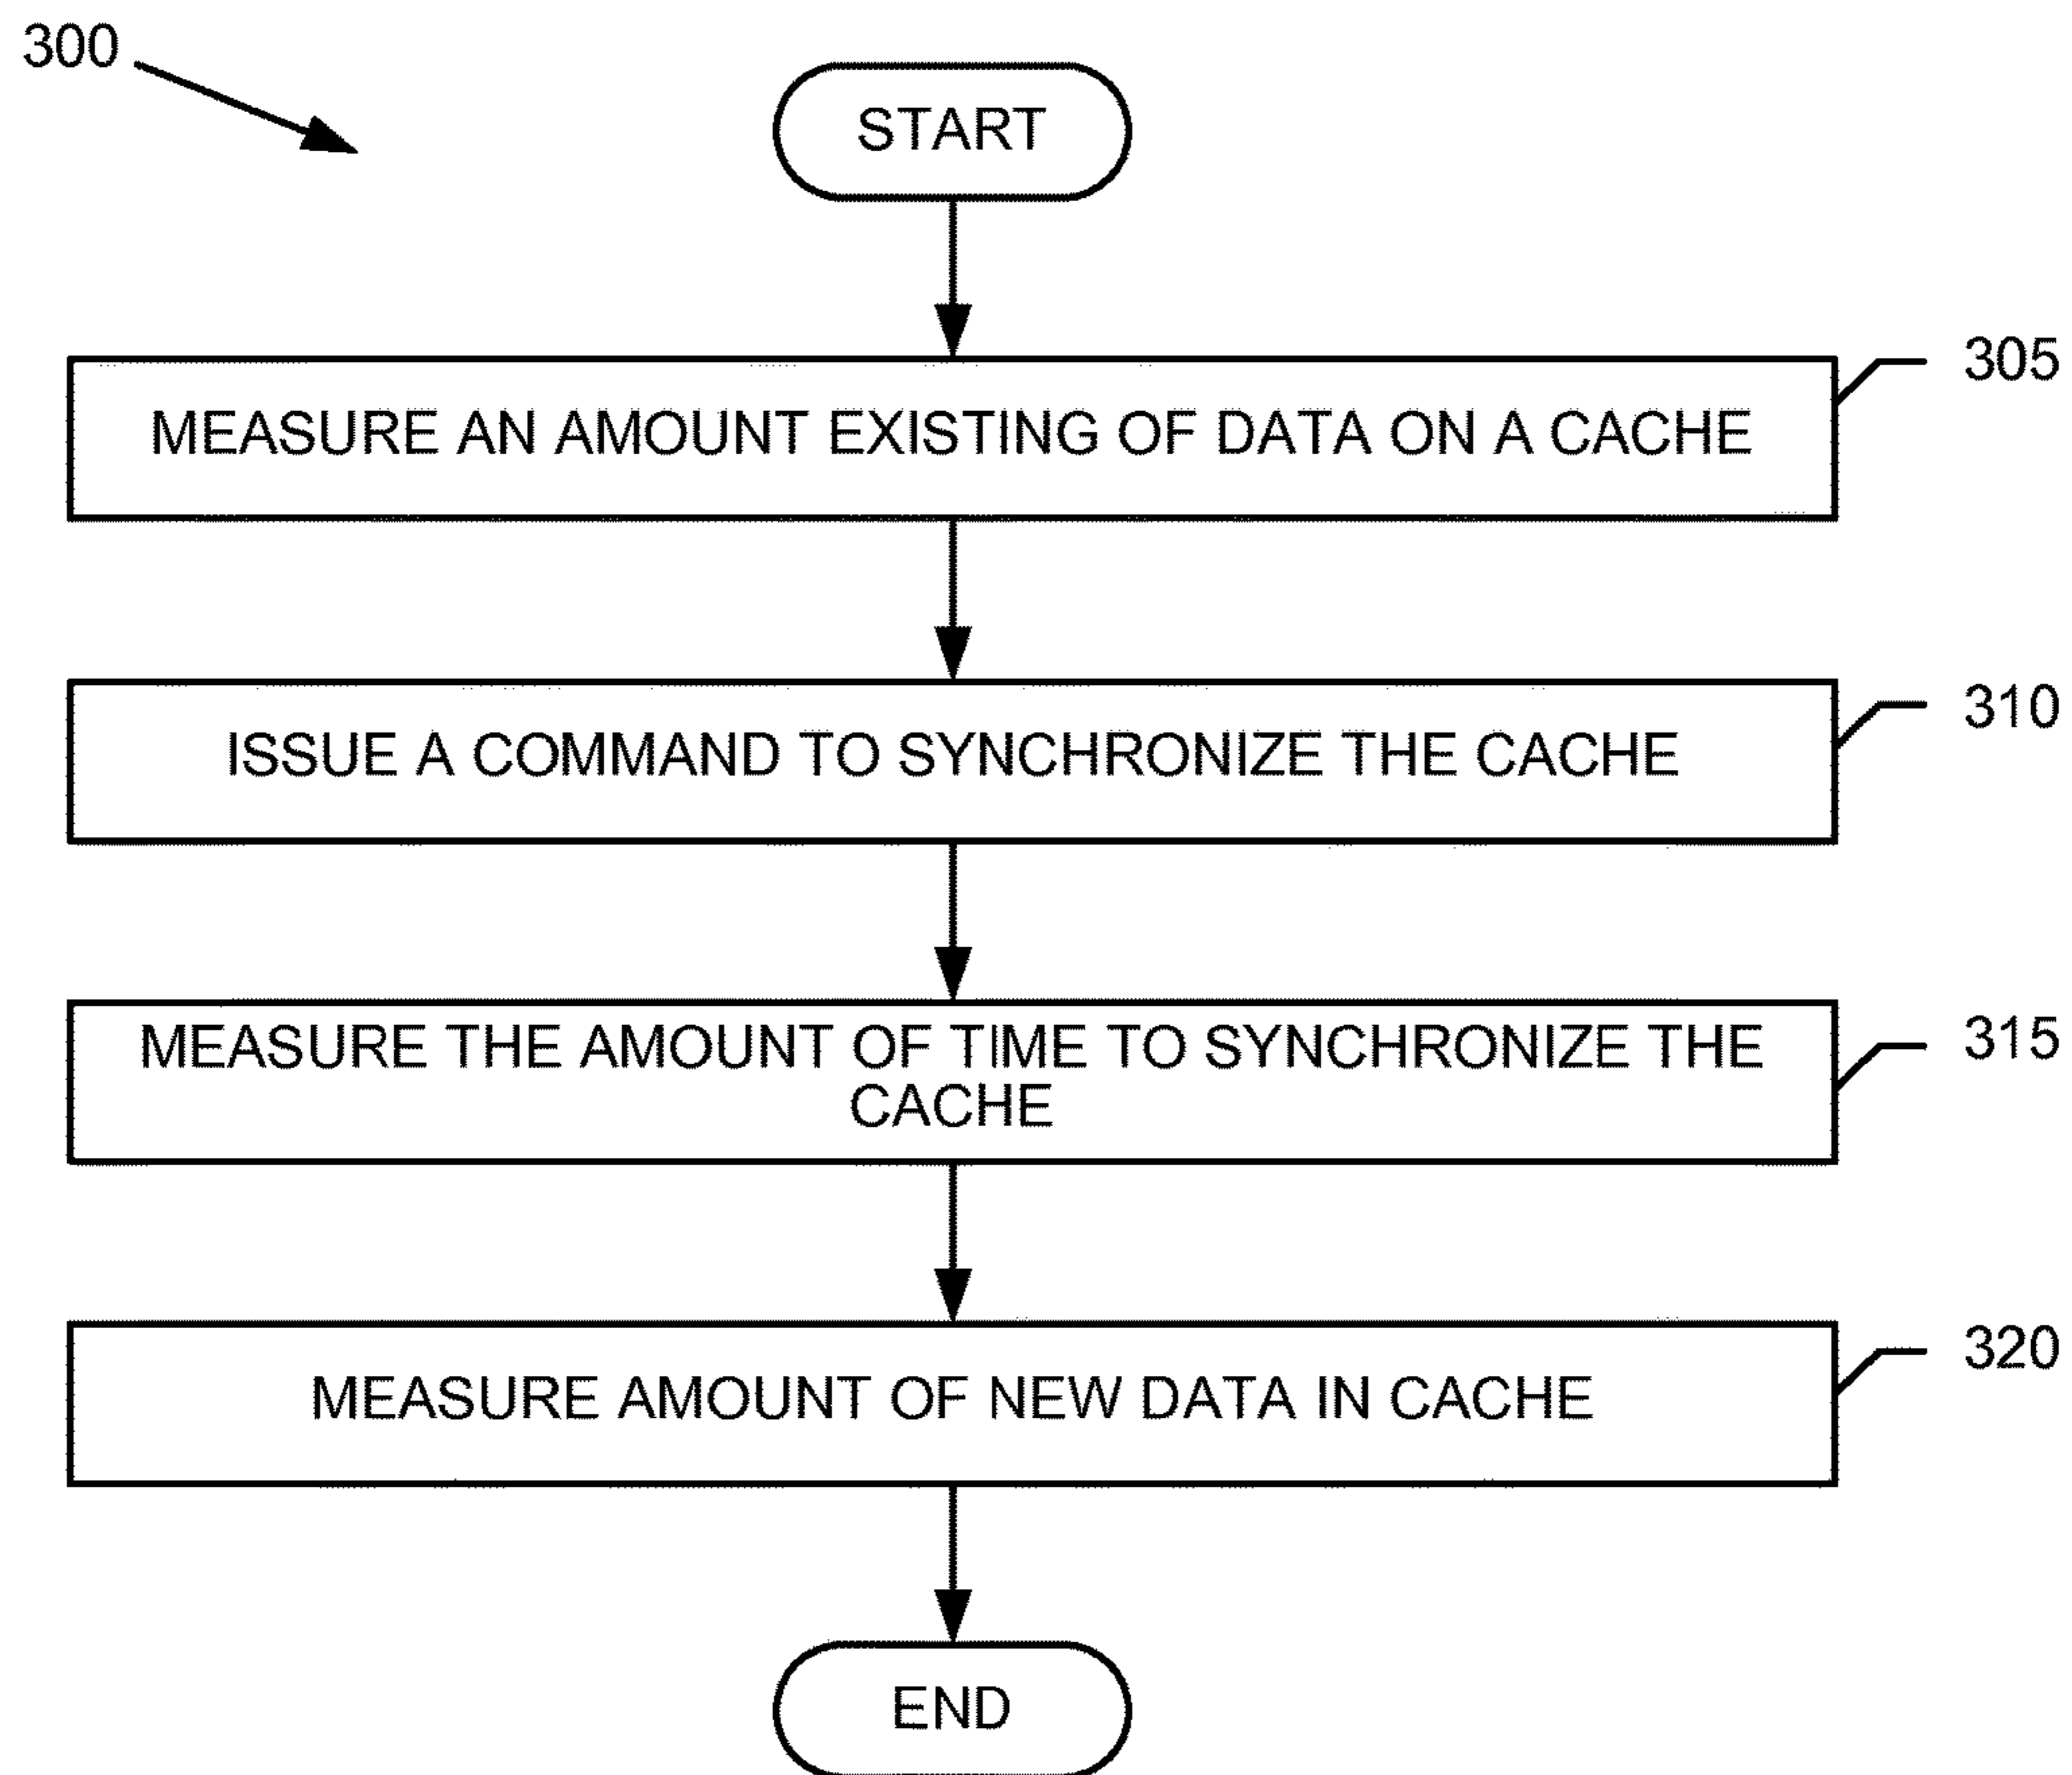 300
START
305
MEASURE AN AMOUNT EXISTING OF DATA ON A CACHE
310
ISSUE A COMMAND TO SYNCHRONIZE THE CACHE
315
MEASURE THE AMOUNT OF TIME TO SYNCHRONIZE THE
CACHE
320
MEASURE AMOUNT OF NEW DATA IN CACHE
END